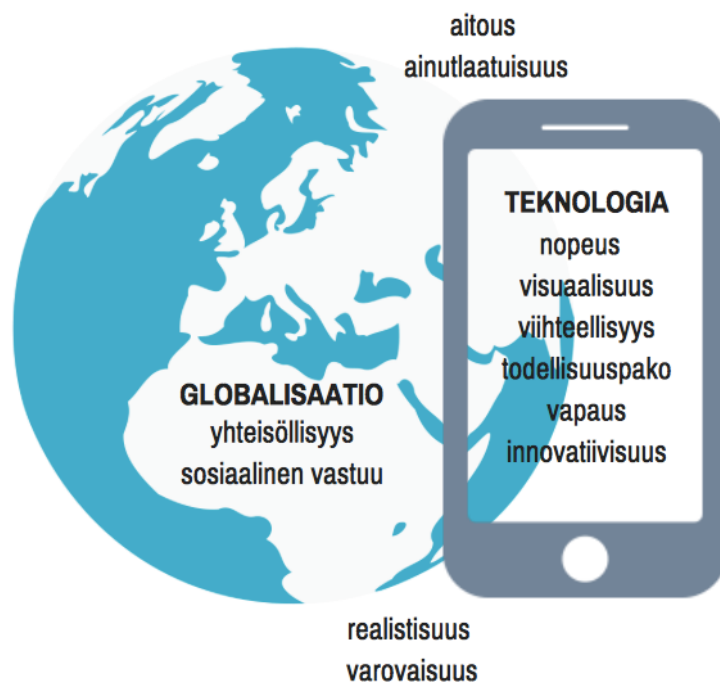 aitous
ainutlaatuisuus
TEKNOLOGIA
nopeus
visuaalisuus
viihteellisyys
todellisuuspako
vapaus
innovatiivisuus
GLOBALISAATIO
yhteisöllisyys
sosiaalinen vastuu
realistisuus
varovaisuus